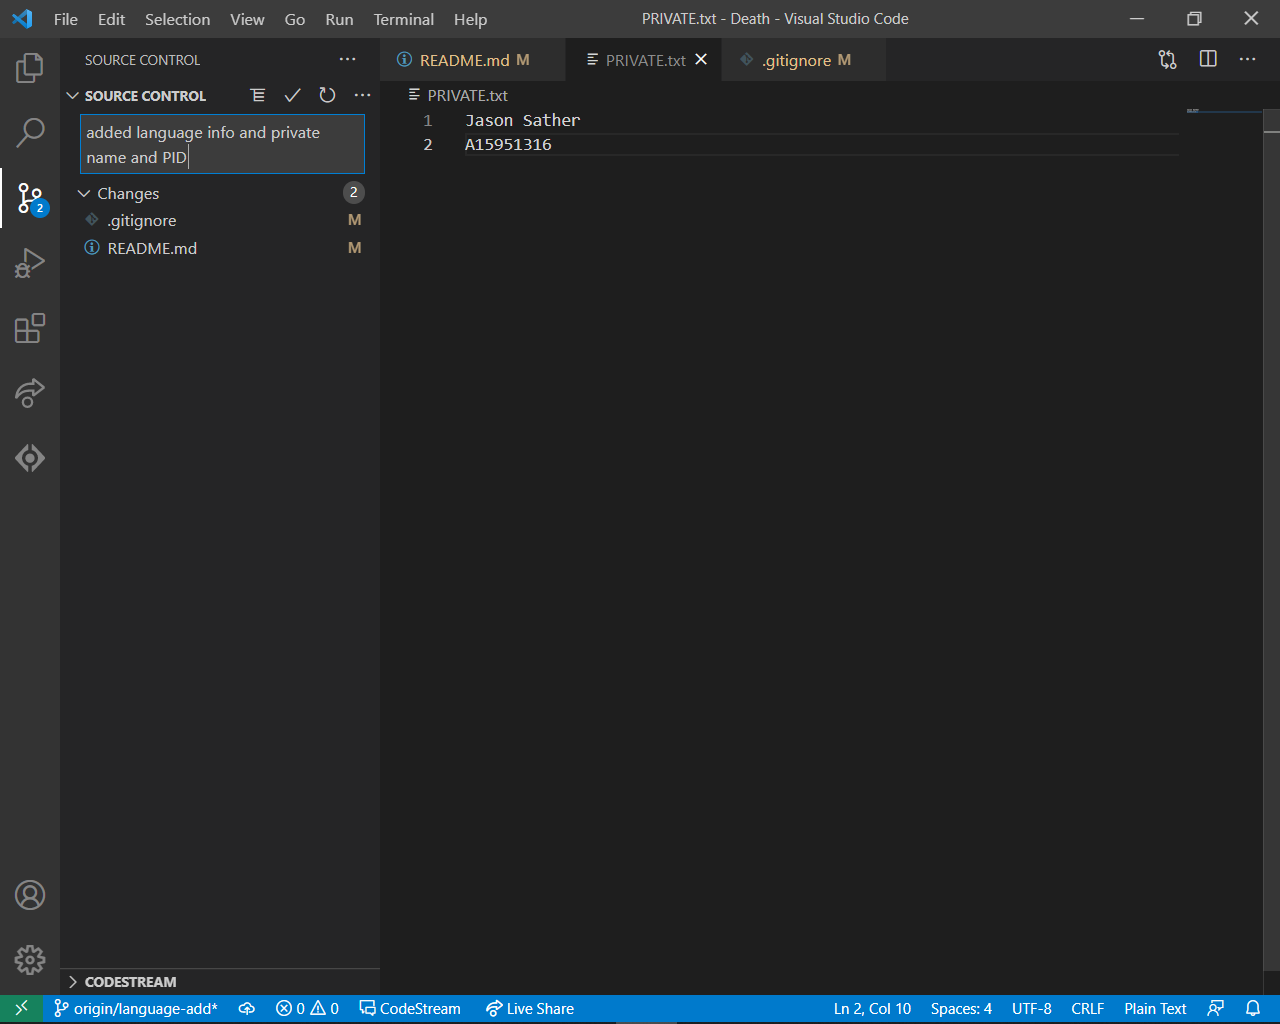 File Edit Selection View Go Run Terminal Help
PRIVATE.txt - Death - Visual Studio Code
SOURCE CONTROL
SOURCE CONTROL
added language info and private
name and PID
Changes 2
.gitignore M
README.md M
2
README.md M
PRIVATE.txt
.gitignore M
PRIVATE.txt
1 Jason Sather
2 A15951316
CODESTREAM
origin/language-add* 0 0 CodeStream Live Share Ln 2, Col 10 Spaces: 4 UTF-8 CRLF Plain Text